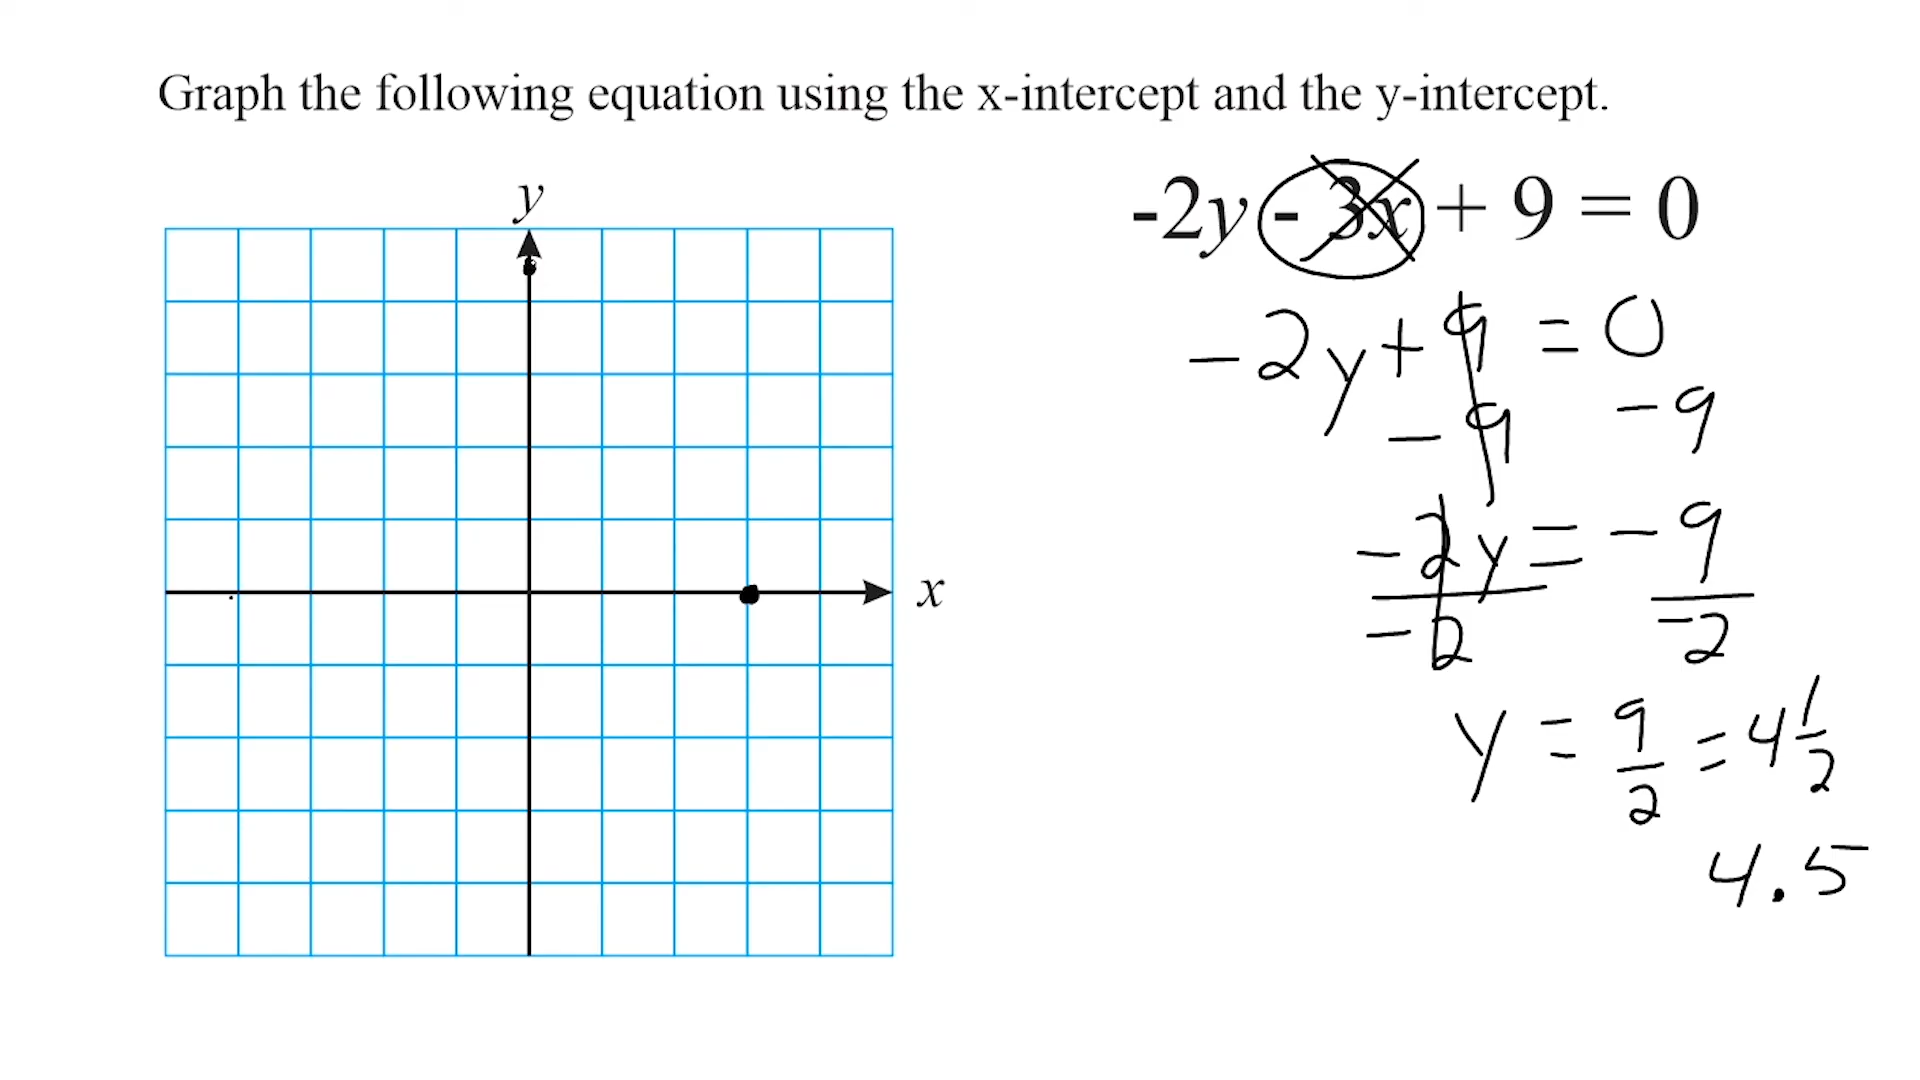 Graph the following equation using the x-intercept and the y-intercept.
y
x
-2y - 3x + 9 = 0
-2y + 9 = 0
- 9 - 9
-2y = -9
-2 -2
y = 9/2 = 4 1/2
4.5